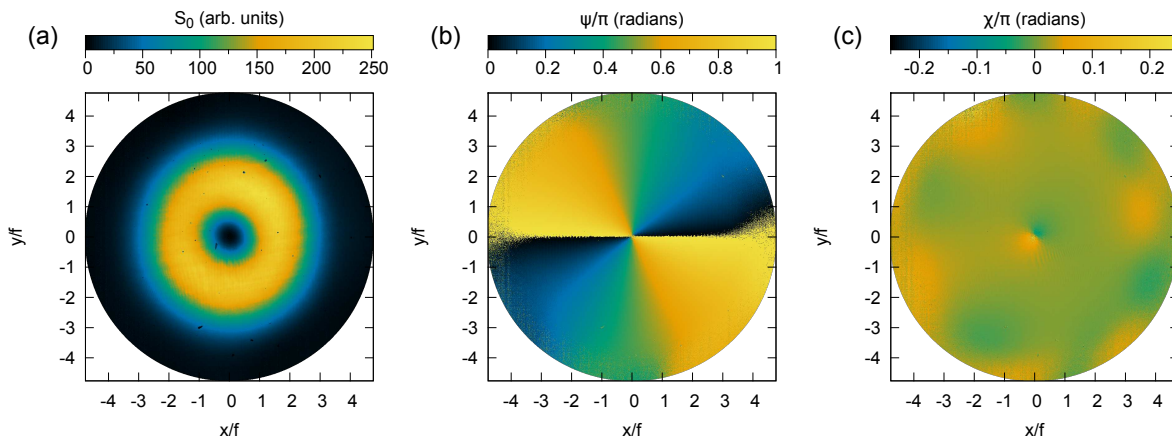 (a)
S₀ (arb. units)
0 50 100 150 200 250
4
3
2
1
0
-1
-2
-3
-4
y/f
-4 -3 -2 -1 0 1 2 3 4
x/f
(b)
ψ/π (radians)
0 0.2 0.4 0.6 0.8 1
4
3
2
1
0
-1
-2
-3
-4
y/f
-4 -3 -2 -1 0 1 2 3 4
x/f
(c)
χ/π (radians)
-0.2 -0.1 0 0.1 0.2
4
3
2
1
0
-1
-2
-3
-4
y/f
-4 -3 -2 -1 0 1 2 3 4
x/f